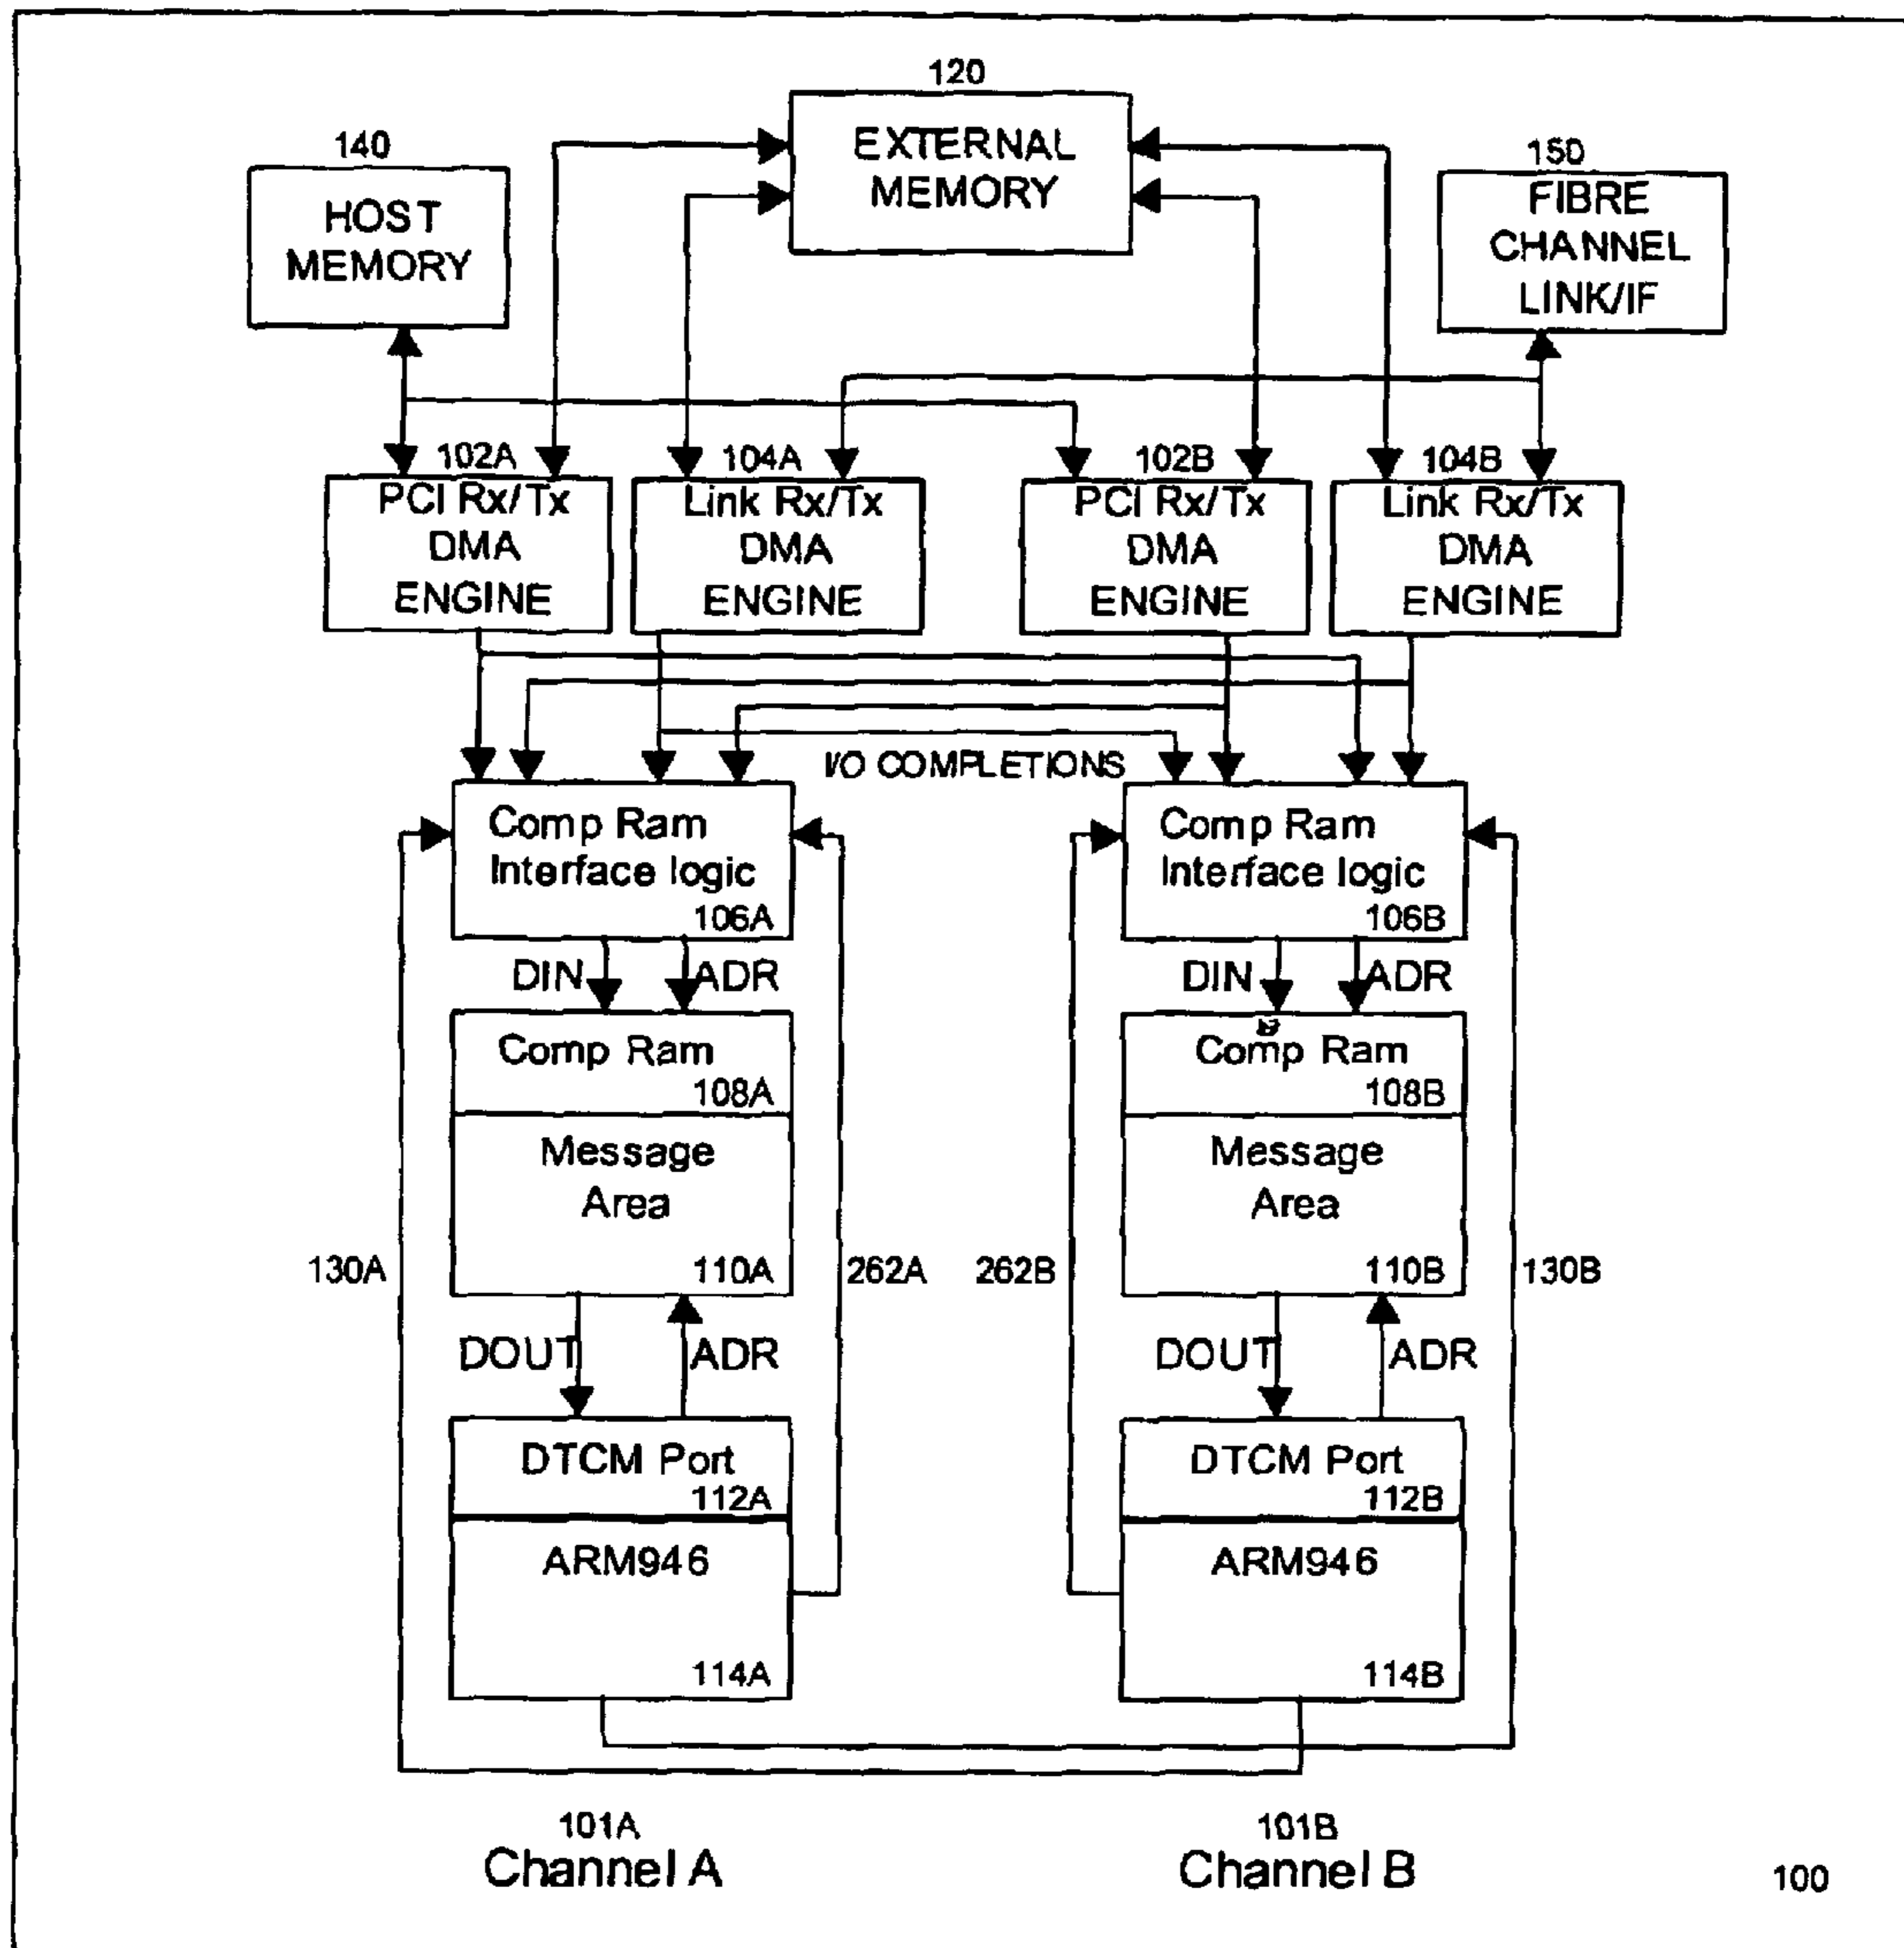 120
EXTERNAL
MEMORY
140
HOST
MEMORY
150
FIBRE
CHANNEL
LINK/IF
102A
PCI Rx/Tx
DMA
ENGINE
104A
Link Rx/Tx
DMA
ENGINE
102B
PCI Rx/Tx
DMA
ENGINE
104B
Link Rx/Tx
DMA
ENGINE
I/O COMPLETIONS
Comp Ram
Interface logic
106A
Comp Ram
Interface logic
106B
DIN ADR
DIN ADR
Comp Ram
108A
Comp Ram
108B
Message
Area
110A
Message
Area
110B
130A
262A
262B
130B
DOUT ADR
DOUT ADR
DTCM Port
112A
DTCM Port
112B
ARM946
114A
ARM946
114B
101A
Channel A
101B
Channel B
100